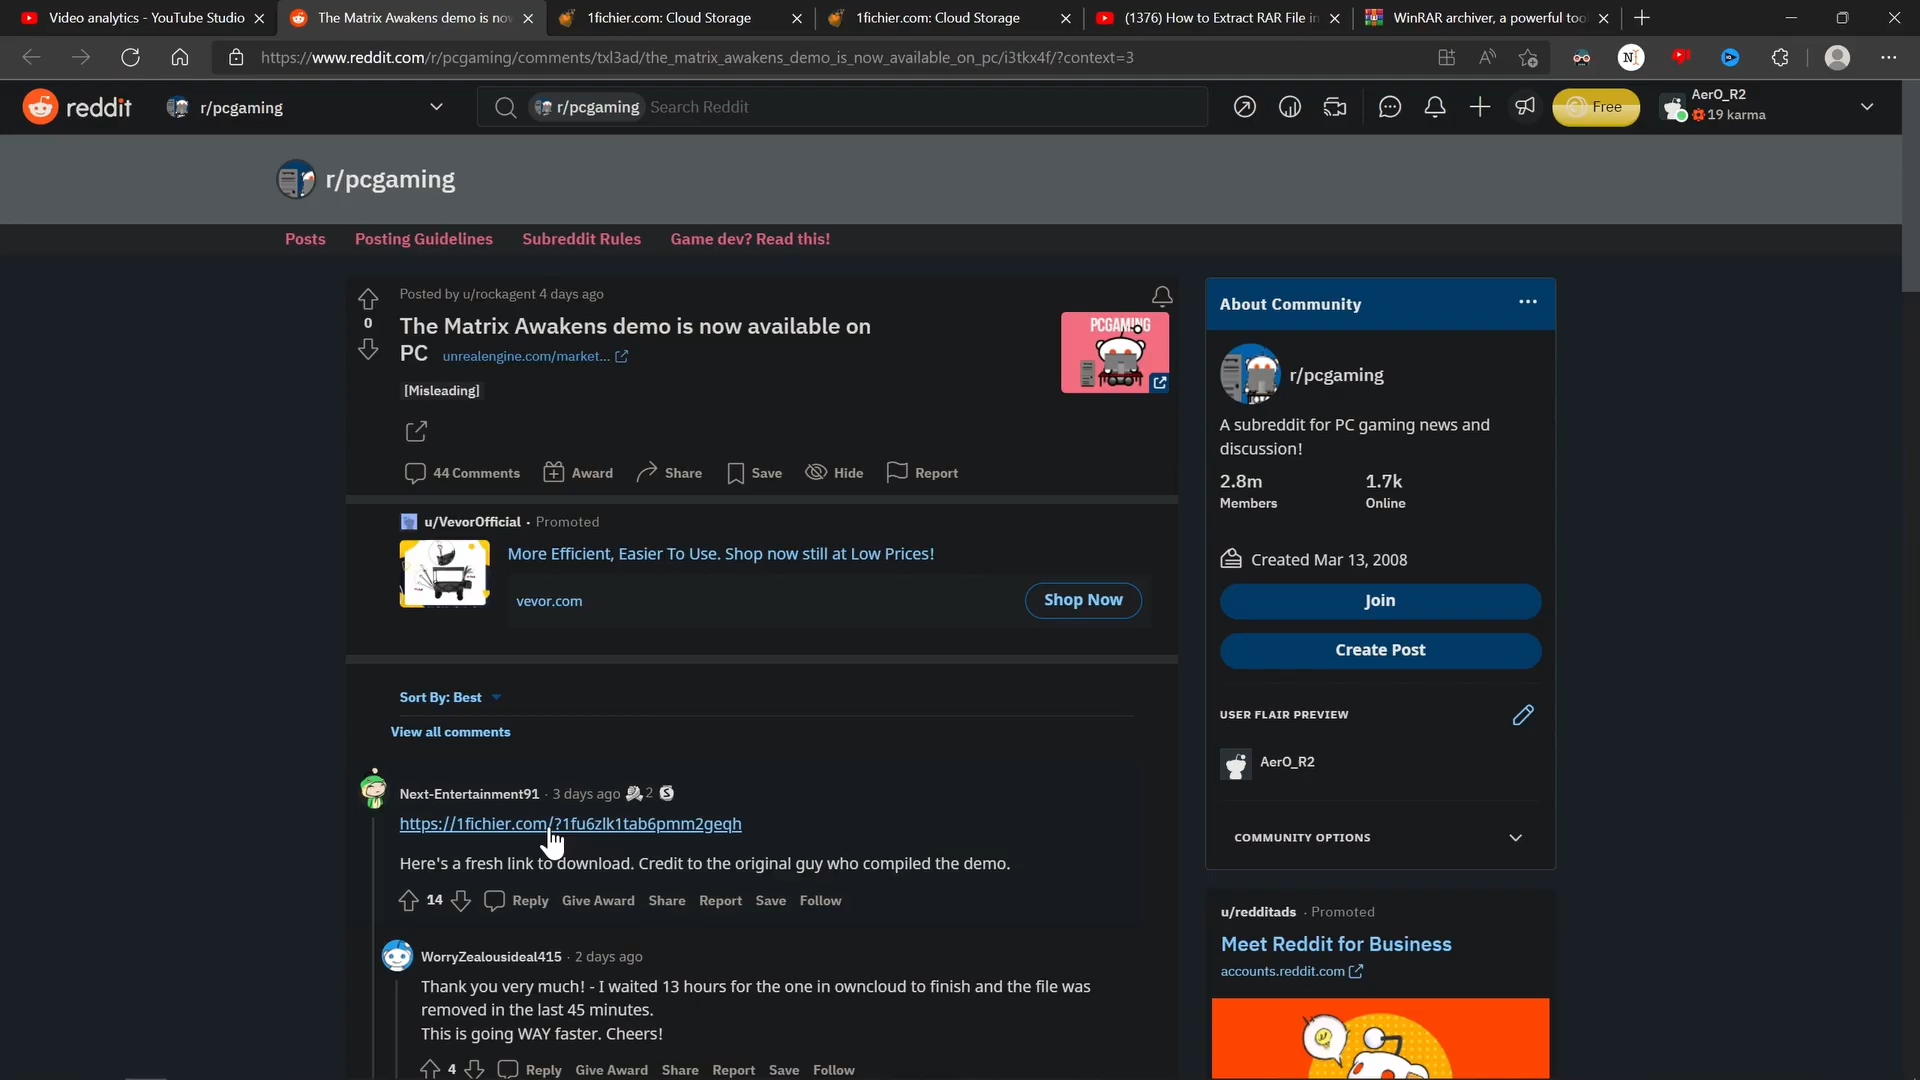 Video analytics - YouTube Studio
The Matrix Awakens demo is now
1fichier.com: Cloud Storage
1fichier.com: Cloud Storage
(1376) How to Extract RAR File in
WinRAR archiver, a powerful tool
https://www.reddit.com/r/pcgaming/comments/txl3ad/the_matrix_awakens_demo_is_now_available_on_pc/i3tkx4f/?context=3
reddit
r/pcgaming
r/pcgaming Search Reddit
Free
AerO_R2
19 karma
r/pcgaming
Posts
Posting Guidelines
Subreddit Rules
Game dev? Read this!
0
Posted by u/rockagent 4 days ago
The Matrix Awakens demo is now available on
PC unrealengine.com/market...
[Misleading]
PCGAMING
44 Comments
Award
Share
Save
Hide
Report
u/VevorOfficial · Promoted
More Efficient, Easier To Use. Shop now still at Low Prices!
vevor.com
Shop Now
Sort By: Best
View all comments
Next-Entertainment91 · 3 days ago 2 S
https://1fichier.com/?1fu6zlk1tab6pmm2geqh
Here's a fresh link to download. Credit to the original guy who compiled the demo.
14 Reply Give Award Share Report Save Follow
WorryZealousideal415 · 2 days ago
Thank you very much! - I waited 13 hours for the one in owncloud to finish and the file was
removed in the last 45 minutes.
This is going WAY faster. Cheers!
4 Reply Give Award Share Report Save Follow
About Community
r/pcgaming
A subreddit for PC gaming news and
discussion!
2.8m 1.7k
Members Online
Created Mar 13, 2008
Join
Create Post
USER FLAIR PREVIEW
AerO_R2
COMMUNITY OPTIONS
u/redditads · Promoted
Meet Reddit for Business
accounts.reddit.com